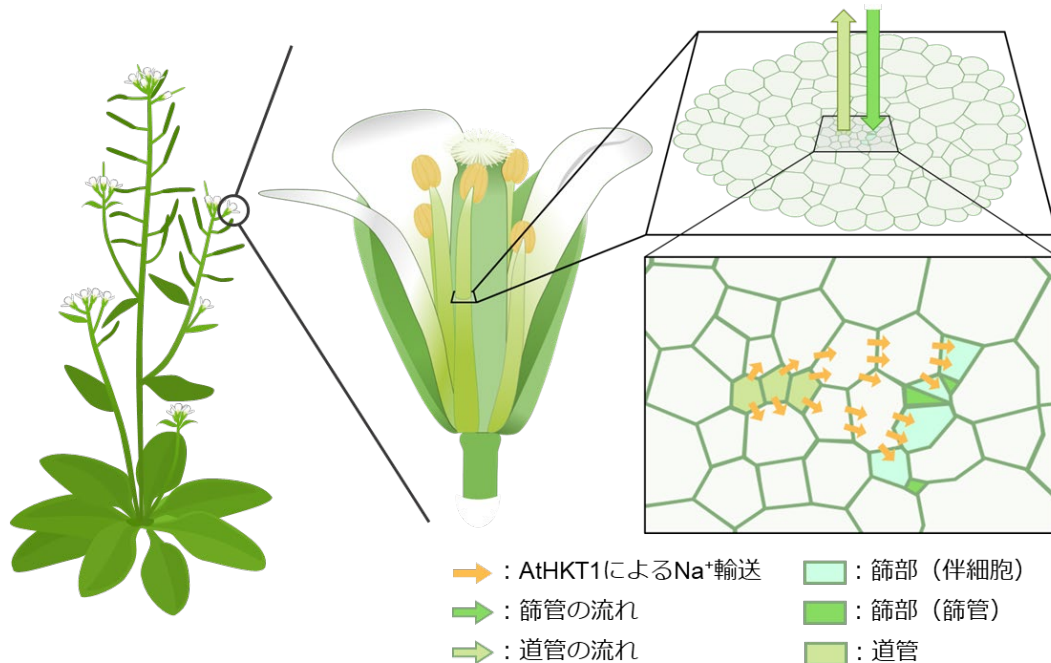 ：AtHKT1によるNa⁺輸送
：篩管の流れ
：道管の流れ
：篩部（伴細胞）
：篩部（篩管）
：道管